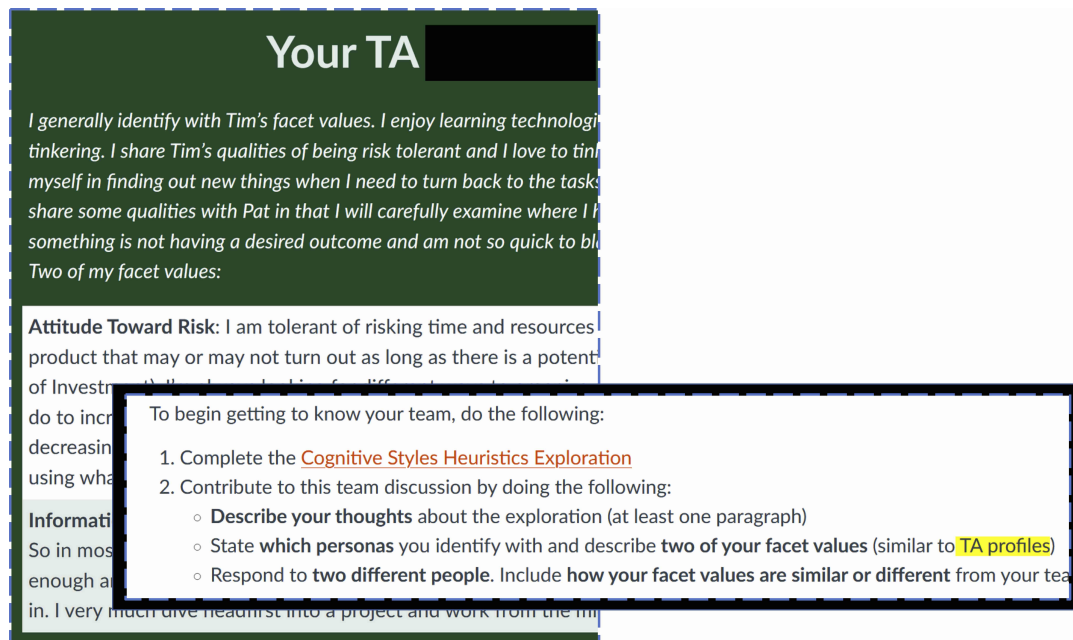 Your TA
I generally identify with Tim's facet values. I enjoy learning technologi
tinkering. I share Tim's qualities of being risk tolerant and I love to
myself in finding out new things when I need to turn back to the
share some qualities with Pat in that I will carefully examine where I
something is not having a desired outcome and am not so quick to
Two of my facet values:
Attitude Toward Risk: I am tolerant of risking time and resources
product that may or may not turn out as long as there is a potent
of
do to incr
decreasin
using wha
Informati
So in mos
enough
in. I very much dive headfirst into a project and work from the
To begin getting to know your team, do the following:
1. Complete the Cognitive Styles Heuristics Exploration
2. Contribute to this team discussion by doing the following:
○ Describe your thoughts about the exploration (at least one paragraph)
○ State which personas you identify with and describe two of your facet values (similar to TA profiles)
○ Respond to two different people. Include how your facet values are similar or different from your tea